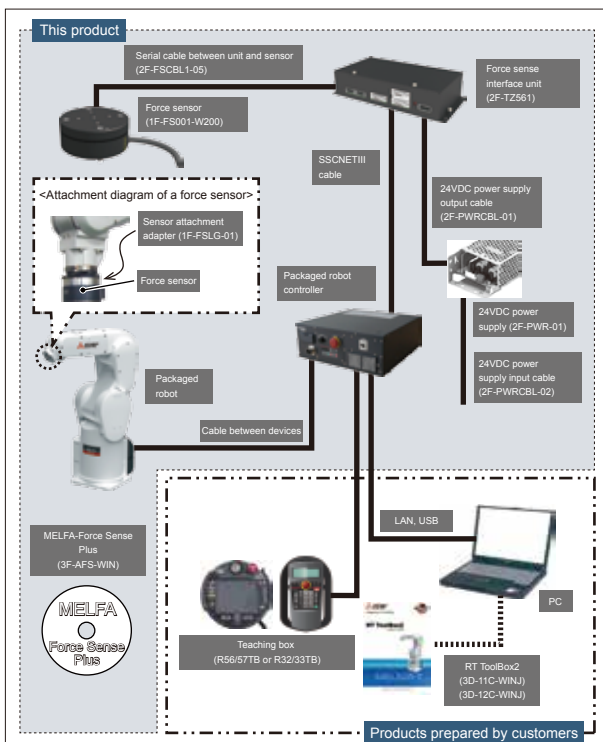 This product
Serial cable between unit and sensor
(2F-FSCBL1-05)
Force sense
interface unit
(2F-TZ561)
Force sensor
(1F-FS001-W200)
SSCNETIII
cable
24VDC power supply
output cable
(2F-PWRCBL-01)
<Attachment diagram of a force sensor>
Sensor attachment
adapter (1F-FSLG-01)
Force sensor
Packaged robot
controller
24VDC power
supply (2F-PWR-01)
24VDC power
supply input cable
(2F-PWRCBL-02)
Packaged
robot
Cable between devices
LAN, USB
MELFA-Force Sense
Plus
(3F-AFS-WIN)
MELFA
Force Sense
Plus
PC
Teaching box
(R56/57TB or R32/33TB)
RT ToolBox2
RT ToolBox2
(3D-11C-WINJ)
(3D-12C-WINJ)
Products prepared by customers